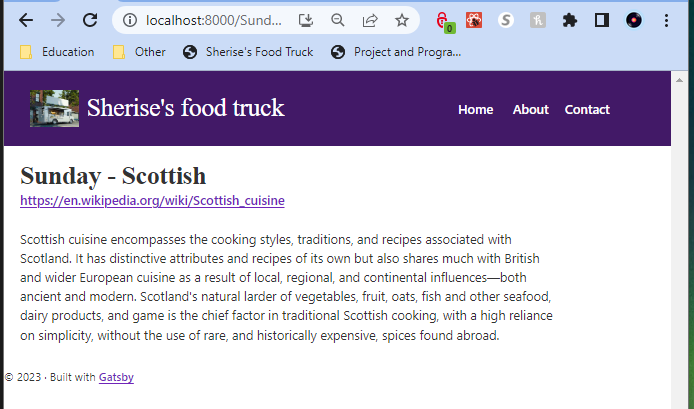 localhost:8000/Sund...
0
Education Other Sherise's Food Truck Project and Progra...
Sherise's food truck
Home About Contact
Sunday - Scottish
https://en.wikipedia.org/wiki/Scottish_cuisine
Scottish cuisine encompasses the cooking styles, traditions, and recipes associated with
Scotland. It has distinctive attributes and recipes of its own but also shares much with British
and wider European cuisine as a result of local, regional, and continental influences—both
ancient and modern. Scotland's natural larder of vegetables, fruit, oats, fish and other seafood,
dairy products, and game is the chief factor in traditional Scottish cooking, with a high reliance
on simplicity, without the use of rare, and historically expensive, spices found abroad.
© 2023 · Built with Gatsby